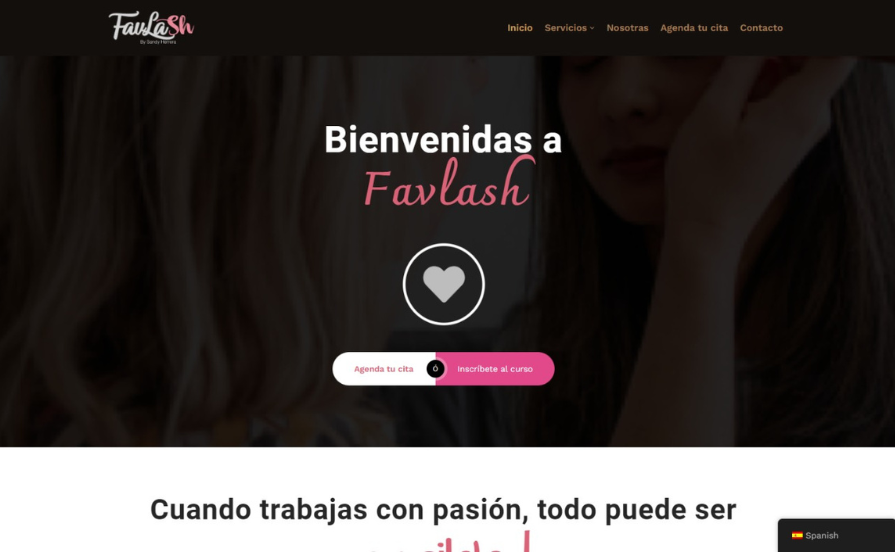 FavLaSh
By Sandy Herrera
Inicio Servicios Nosotras Agenda tu cita Contacto
Bienvenidas a
Favlash
Agenda tu cita Ó Inscríbete al curso
Cuando trabajas con pasión, todo puede ser
Spanish